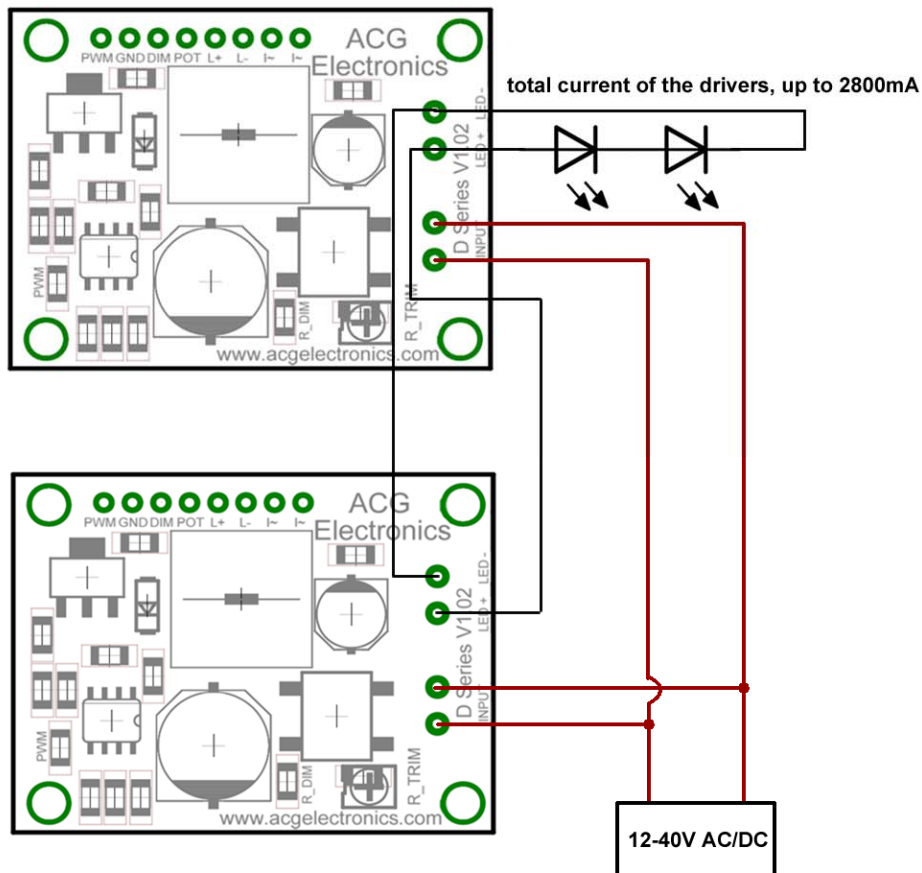 PWM GND DIM POT L+ L- I~ I~
ACG
Electronics
total current of the drivers, up to 2800mA
LED -
LED +
D Series V1.02
INPUT
PWM
R_DIM
R_TRIM
www.acgelectronics.com
PWM GND DIM POT L+ L- I~ I~
ACG
Electronics
LED -
LED +
D Series V1.02
INPUT
PWM
R_DIM
R_TRIM
www.acgelectronics.com
12-40V AC/DC